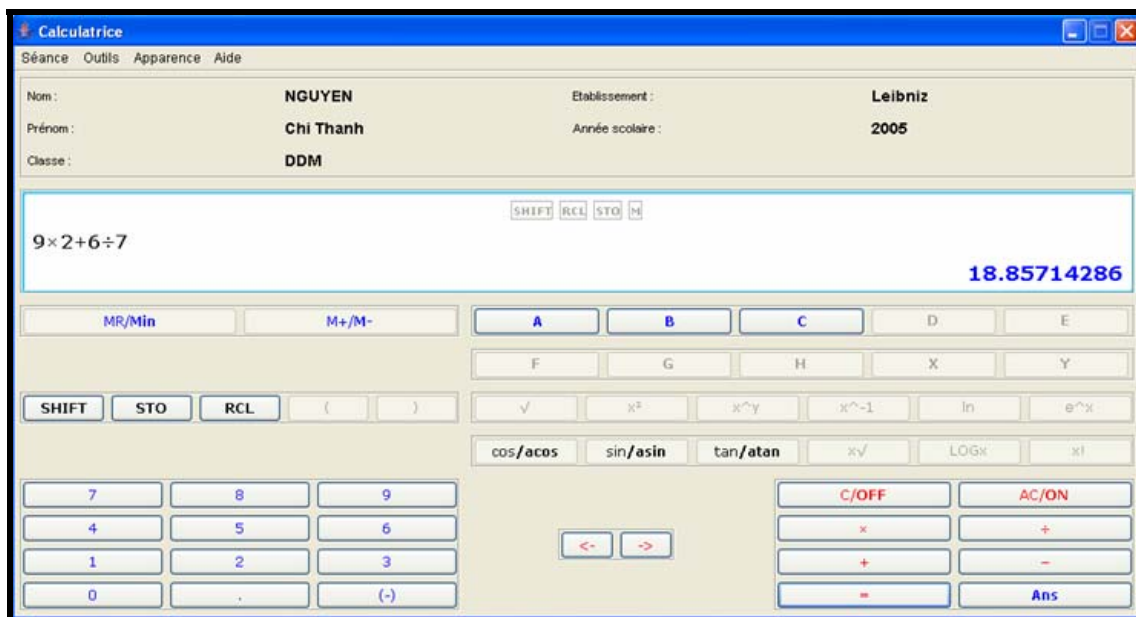 Calculatrice
Séance Outils Apparence Aide
Nom : NGUYEN Etablissement : Leibniz
Prénom : Chi Thanh Année scolaire : 2005
Classe : DDM
SHIFT RCL STO M
9×2+6÷7
18.85714286
MR/Min M+/M- A B C D E
F G H X Y
SHIFT STO RCL ( ) √ x² x^y x^-1 ln e^x
cos/acos sin/asin tan/atan x√ LOGx x!
7 8 9 C/OFF AC/ON
4 5 6 × ÷
<- ->
1 2 3 + −
0 . (-) = Ans